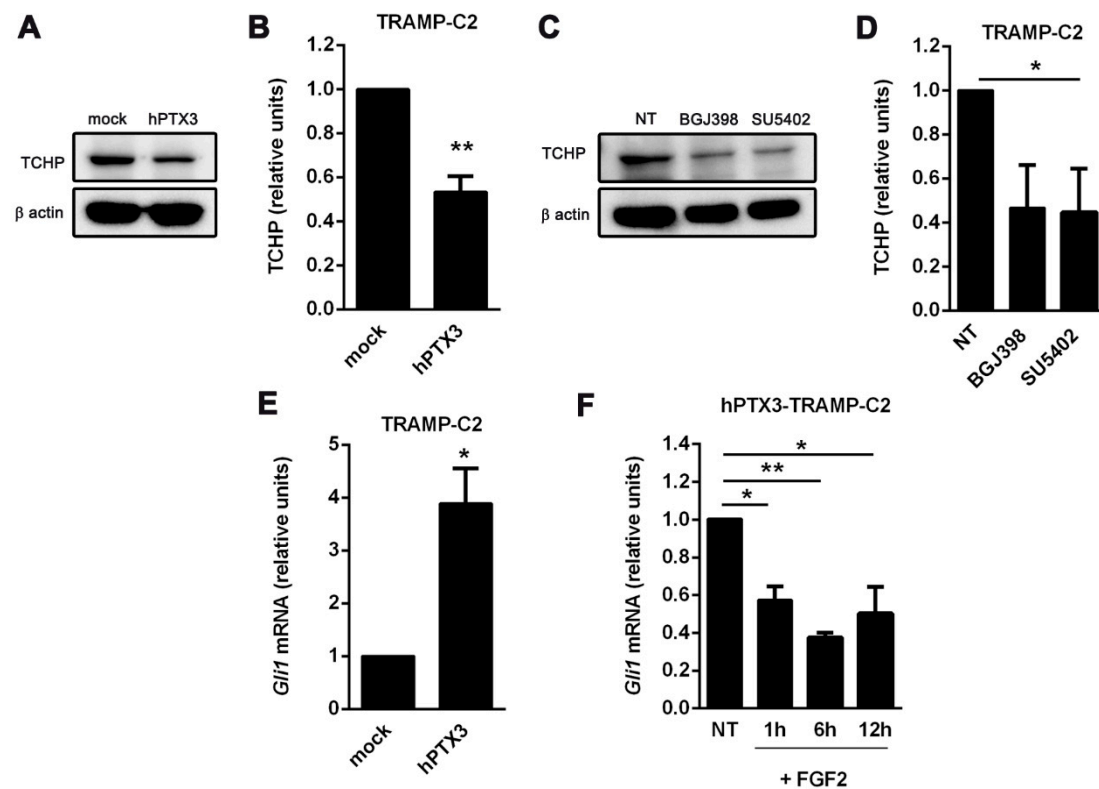 A
mock hPTX3
TCHP
β actin
B
TRAMP-C2
TCHP (relative units)
1.2
1.0
0.8
0.6
0.4
0.2
0.0
**
mock
hPTX3
C
NT BGJ398 SU5402
TCHP
β actin
D
TRAMP-C2
TCHP (relative units)
1.2
1.0
0.8
0.6
0.4
0.2
0.0
*
NT
BGJ398
SU5402
E
TRAMP-C2
Gli1 mRNA (relative units)
5
4
3
2
1
0
*
mock
hPTX3
F
hPTX3-TRAMP-C2
Gli1 mRNA (relative units)
1.4
1.2
1.0
0.8
0.6
0.4
0.2
0.0
*
**
*
NT 1h 6h 12h
+ FGF2